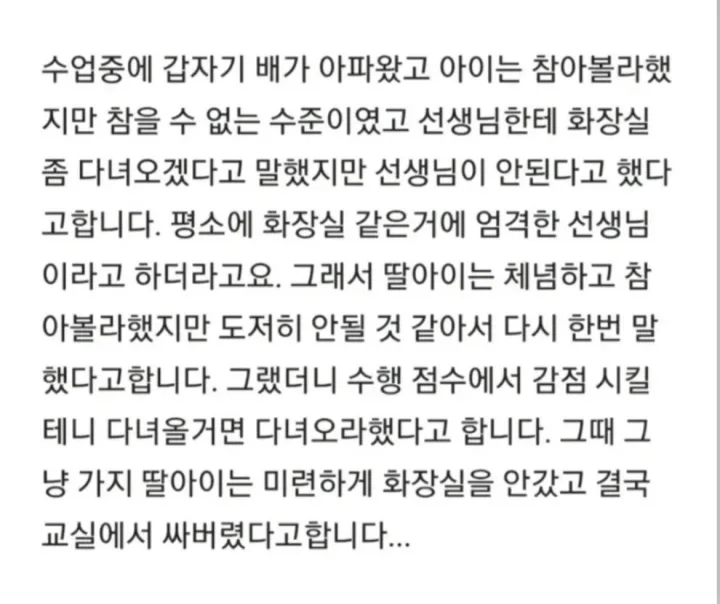 수업중에 갑자기 배가 아파왔고 아이는 참아볼라했
지만 참을 수 없는 수준이였고 선생님한테 화장실
좀 다녀오겠다고 말했지만 선생님이 안된다고 했다
고합니다. 평소에 화장실 같은거에 엄격한 선생님
이라고 하더라고요. 그래서 딸아이는 체념하고 참
아볼라했지만 도저히 안될 것 같아서 다시 한번 말
했다고합니다. 그랬더니 수행 점수에서 감점 시킬
테니 다녀올거면 다녀오라했다고 합니다. 그때 그
냥 가지 딸아이는 미련하게 화장실을 안갔고 결국
교실에서 싸버렸다고합니다...